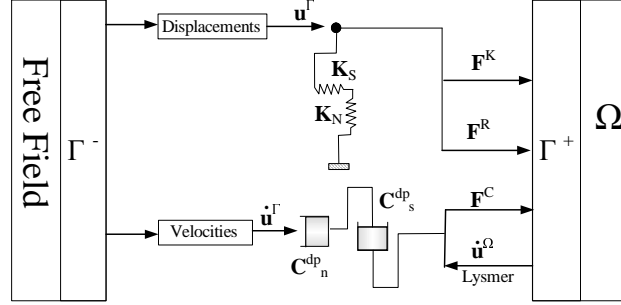 Free Field
Γ⁻
Displacements
u^Γ
K_S
K_N
F^K
F^R
Γ⁺
Ω
Velocities
u̇^Γ
C^dp_n
C^dp_s
F^C
u̇^Ω
Lysmer